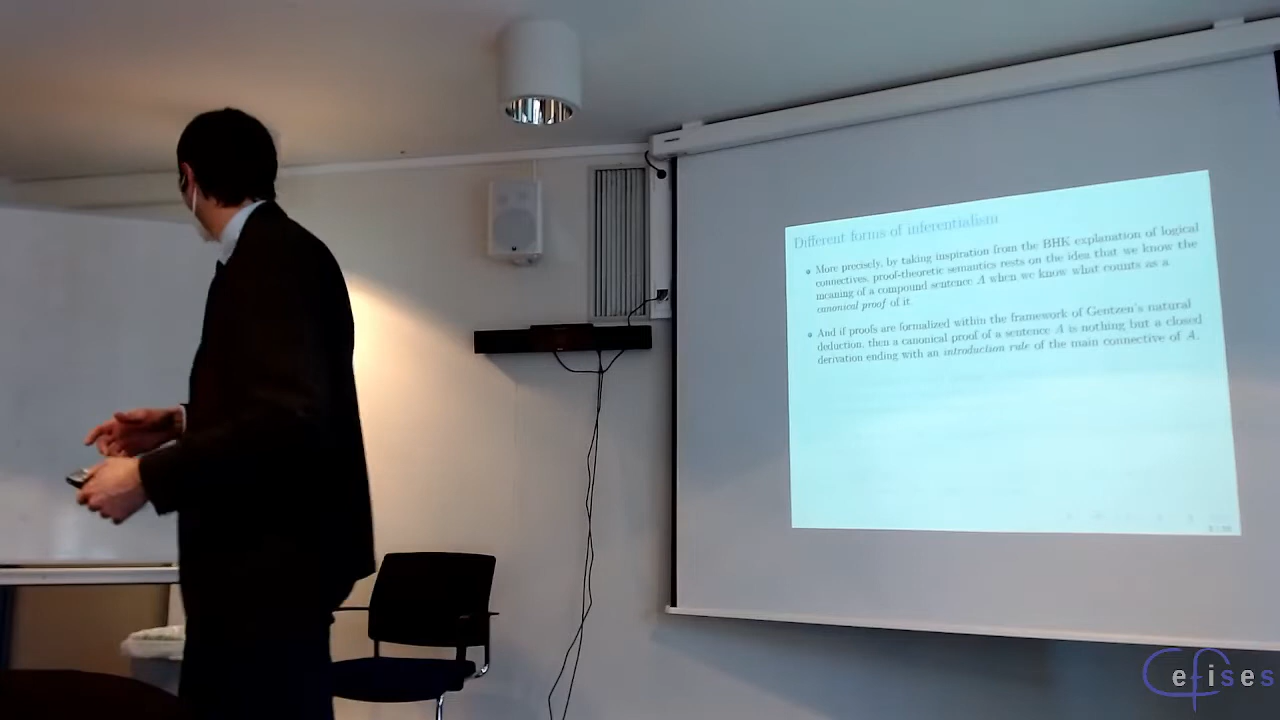 Different forms of inferentialism
More precisely, by taking inspiration from the BHK explanation of logical
connectives, proof-theoretic semantics rests on the idea that we know the
meaning of a compound sentence A when we know what counts as a
canonical proof of it
And if proofs are formalized within the framework of Gentzen's natural
deduction, then a canonical proof of a sentence A is nothing but a closed
derivation ending with an introduction rule of the main connective of A.
Cefises